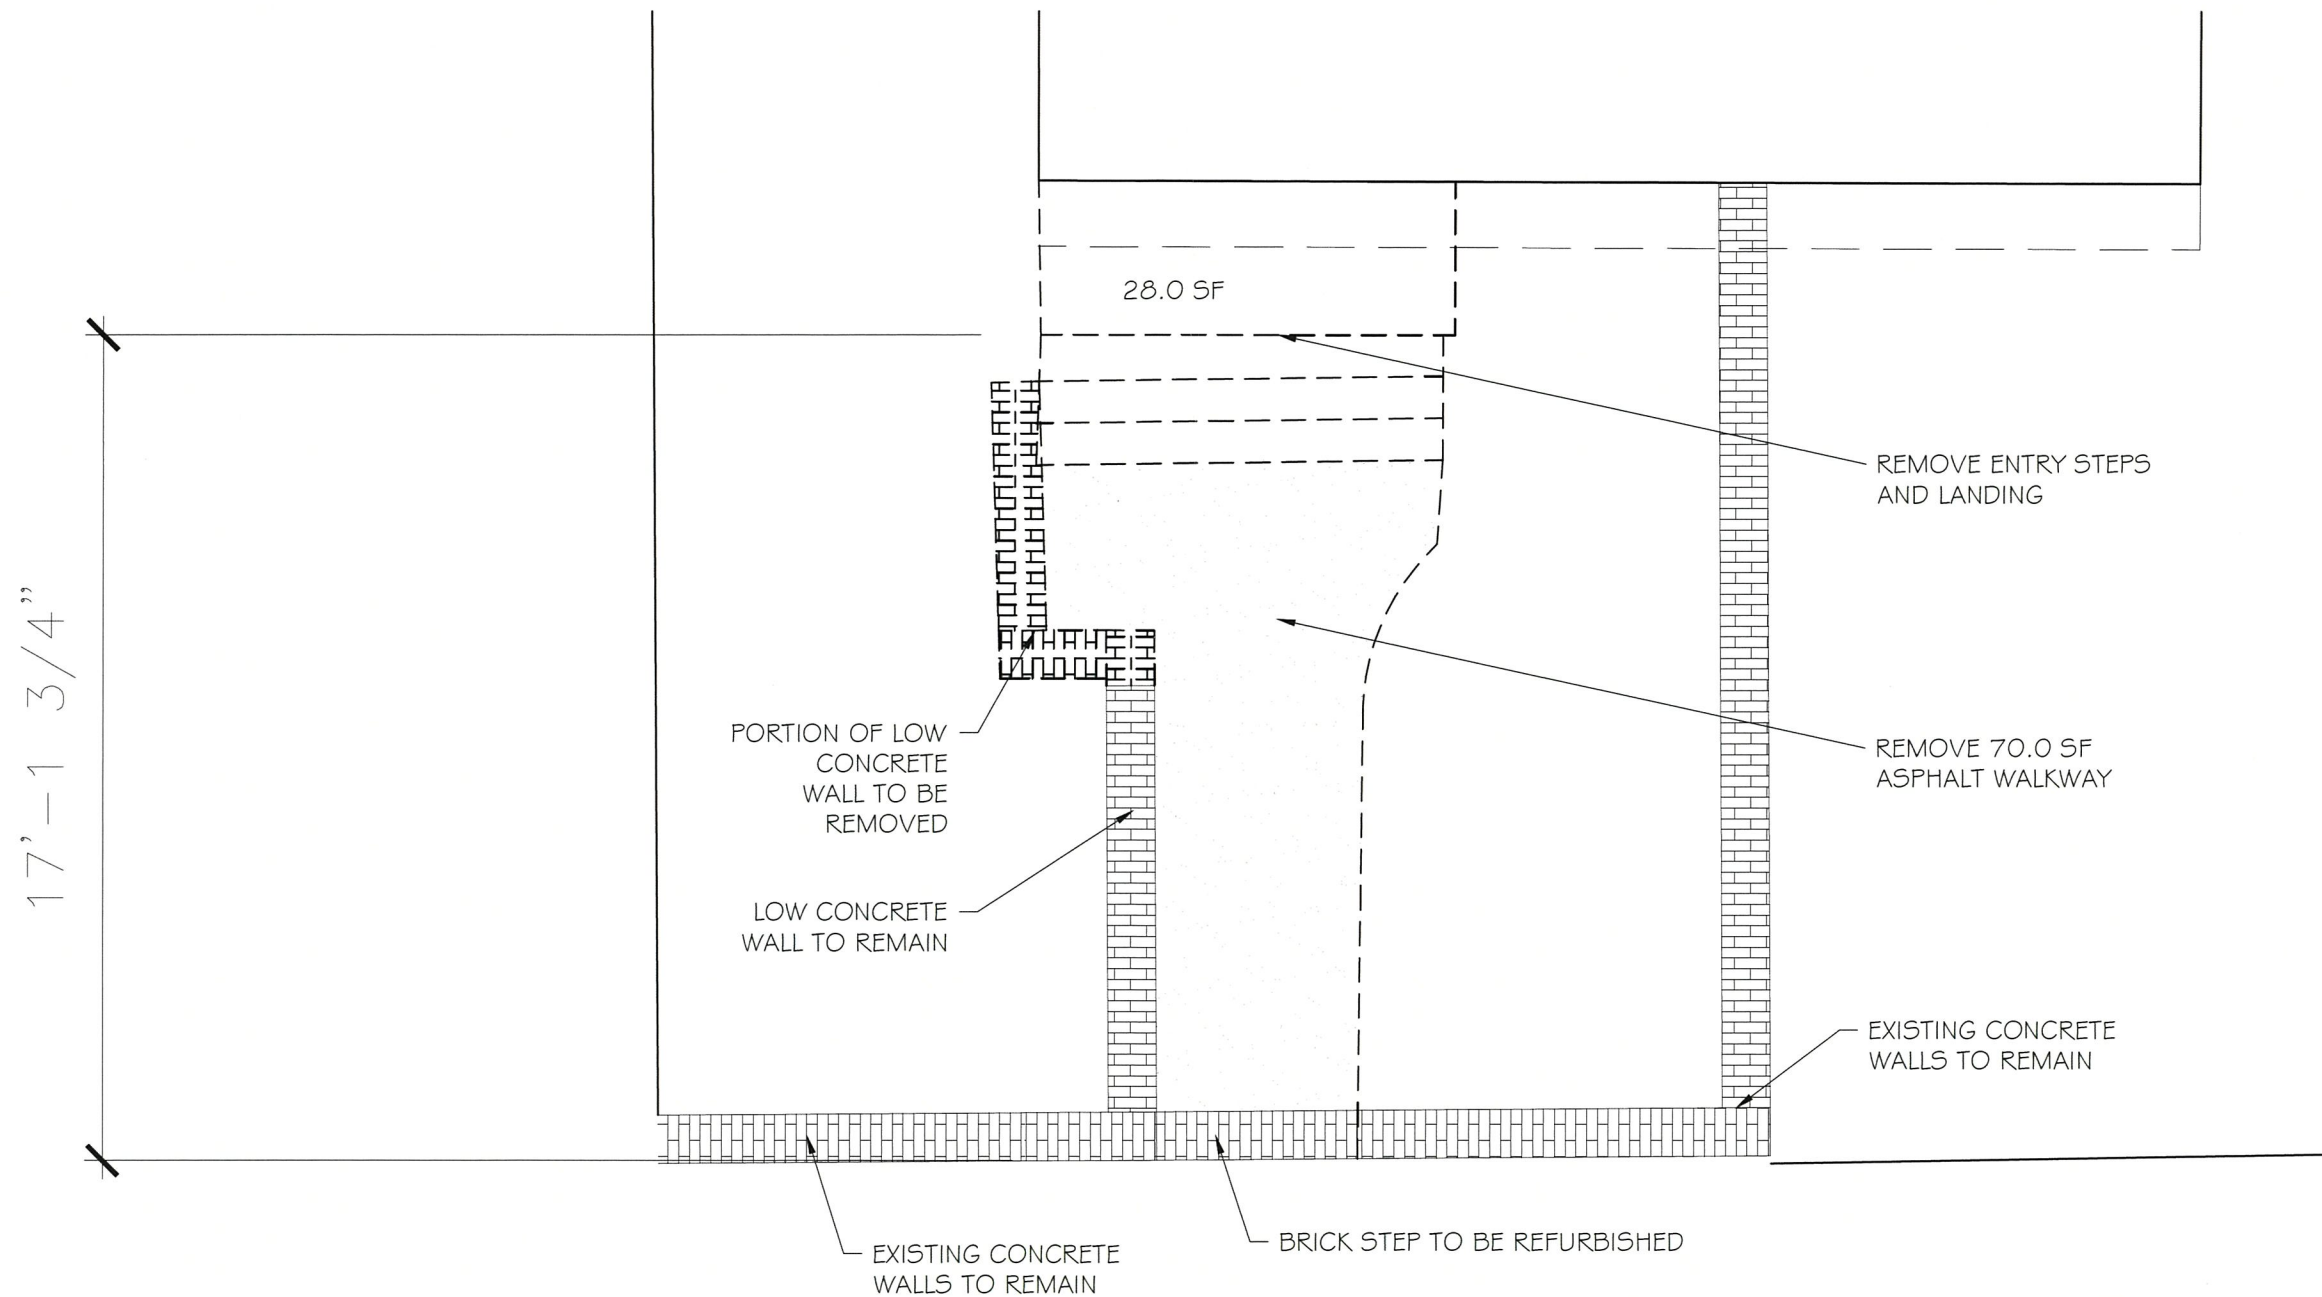 28.0 SF
REMOVE ENTRY STEPS
AND LANDING
17'-1 3/4"
PORTION OF LOW
CONCRETE
WALL TO BE
REMOVED
REMOVE 70.0 SF
ASPHALT WALKWAY
LOW CONCRETE
WALL TO REMAIN
EXISTING CONCRETE
WALLS TO REMAIN
EXISTING CONCRETE
WALLS TO REMAIN
BRICK STEP TO BE REFURBISHED